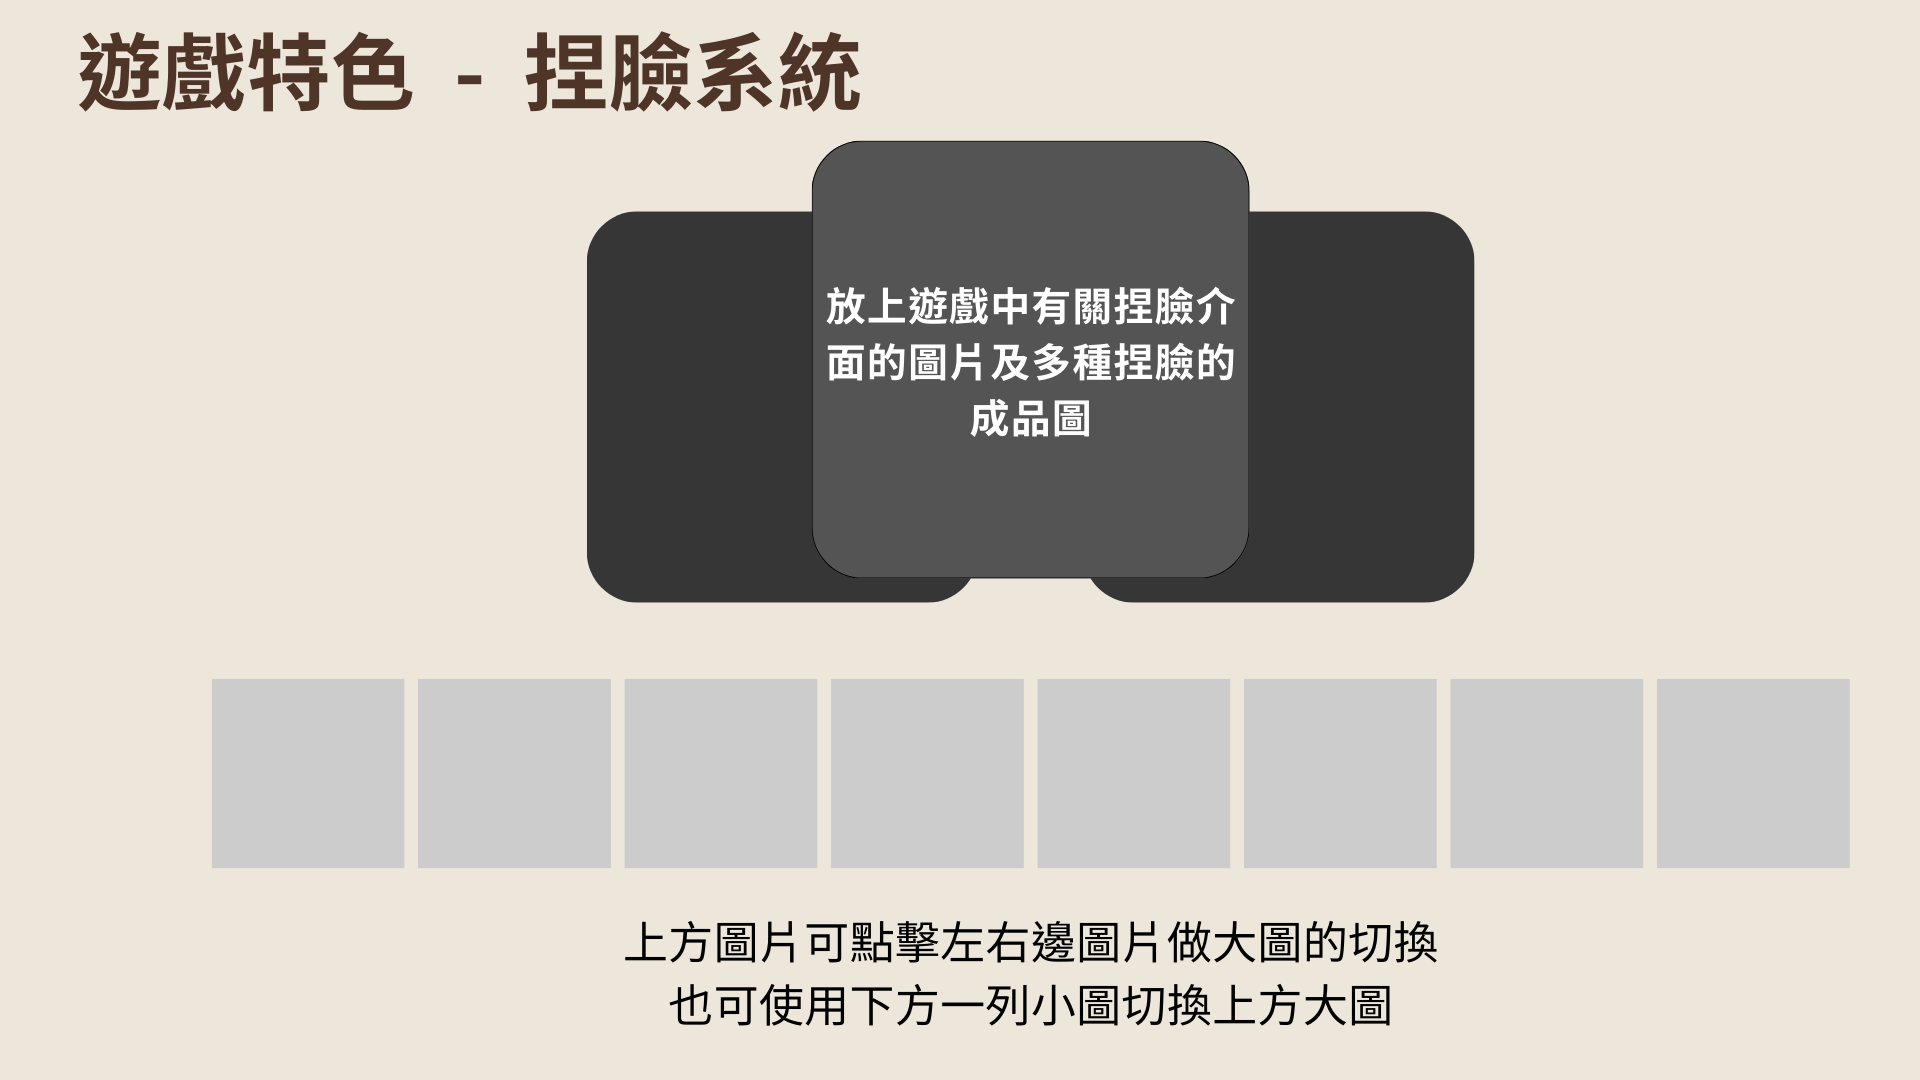 遊戲特色 - 捏臉系統
放上遊戲中有關捏臉介
面的圖片及多種捏臉的
成品圖
上方圖片可點擊左右邊圖片做大圖的切換
也可使用下方一列小圖切換上方大圖